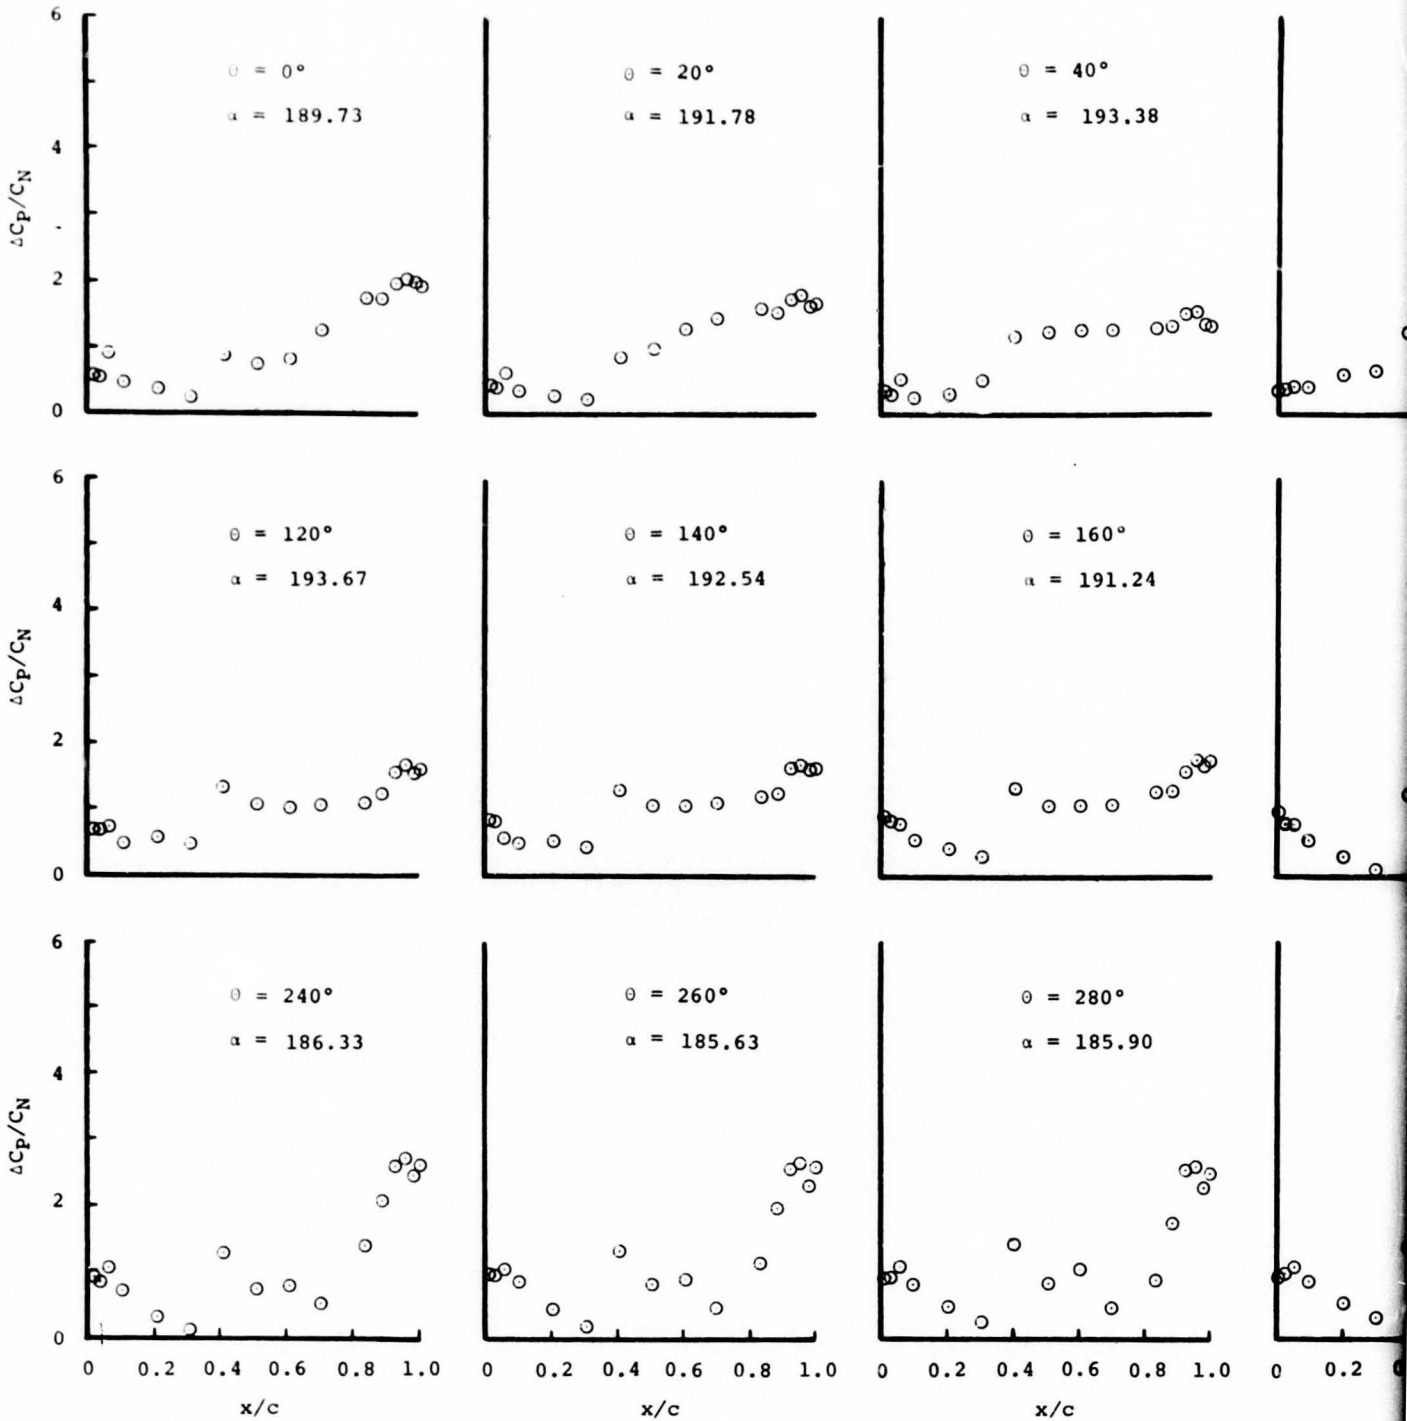 6
4
2
0
ΔCP/CN
θ = 0°
α = 189.73
θ = 20°
α = 191.78
θ = 40°
α = 193.38
6
4
2
0
ΔCP/CN
θ = 120°
α = 193.67
θ = 140°
α = 192.54
θ = 160°
α = 191.24
6
4
2
0
ΔCP/CN
θ = 240°
α = 186.33
θ = 260°
α = 185.63
θ = 280°
α = 185.90
0 0.2 0.4 0.6 0.8 1.0
0 0.2 0.4 0.6 0.8 1.0
0 0.2 0.4 0.6 0.8 1.0
0 0.2
x/c
x/c
x/c